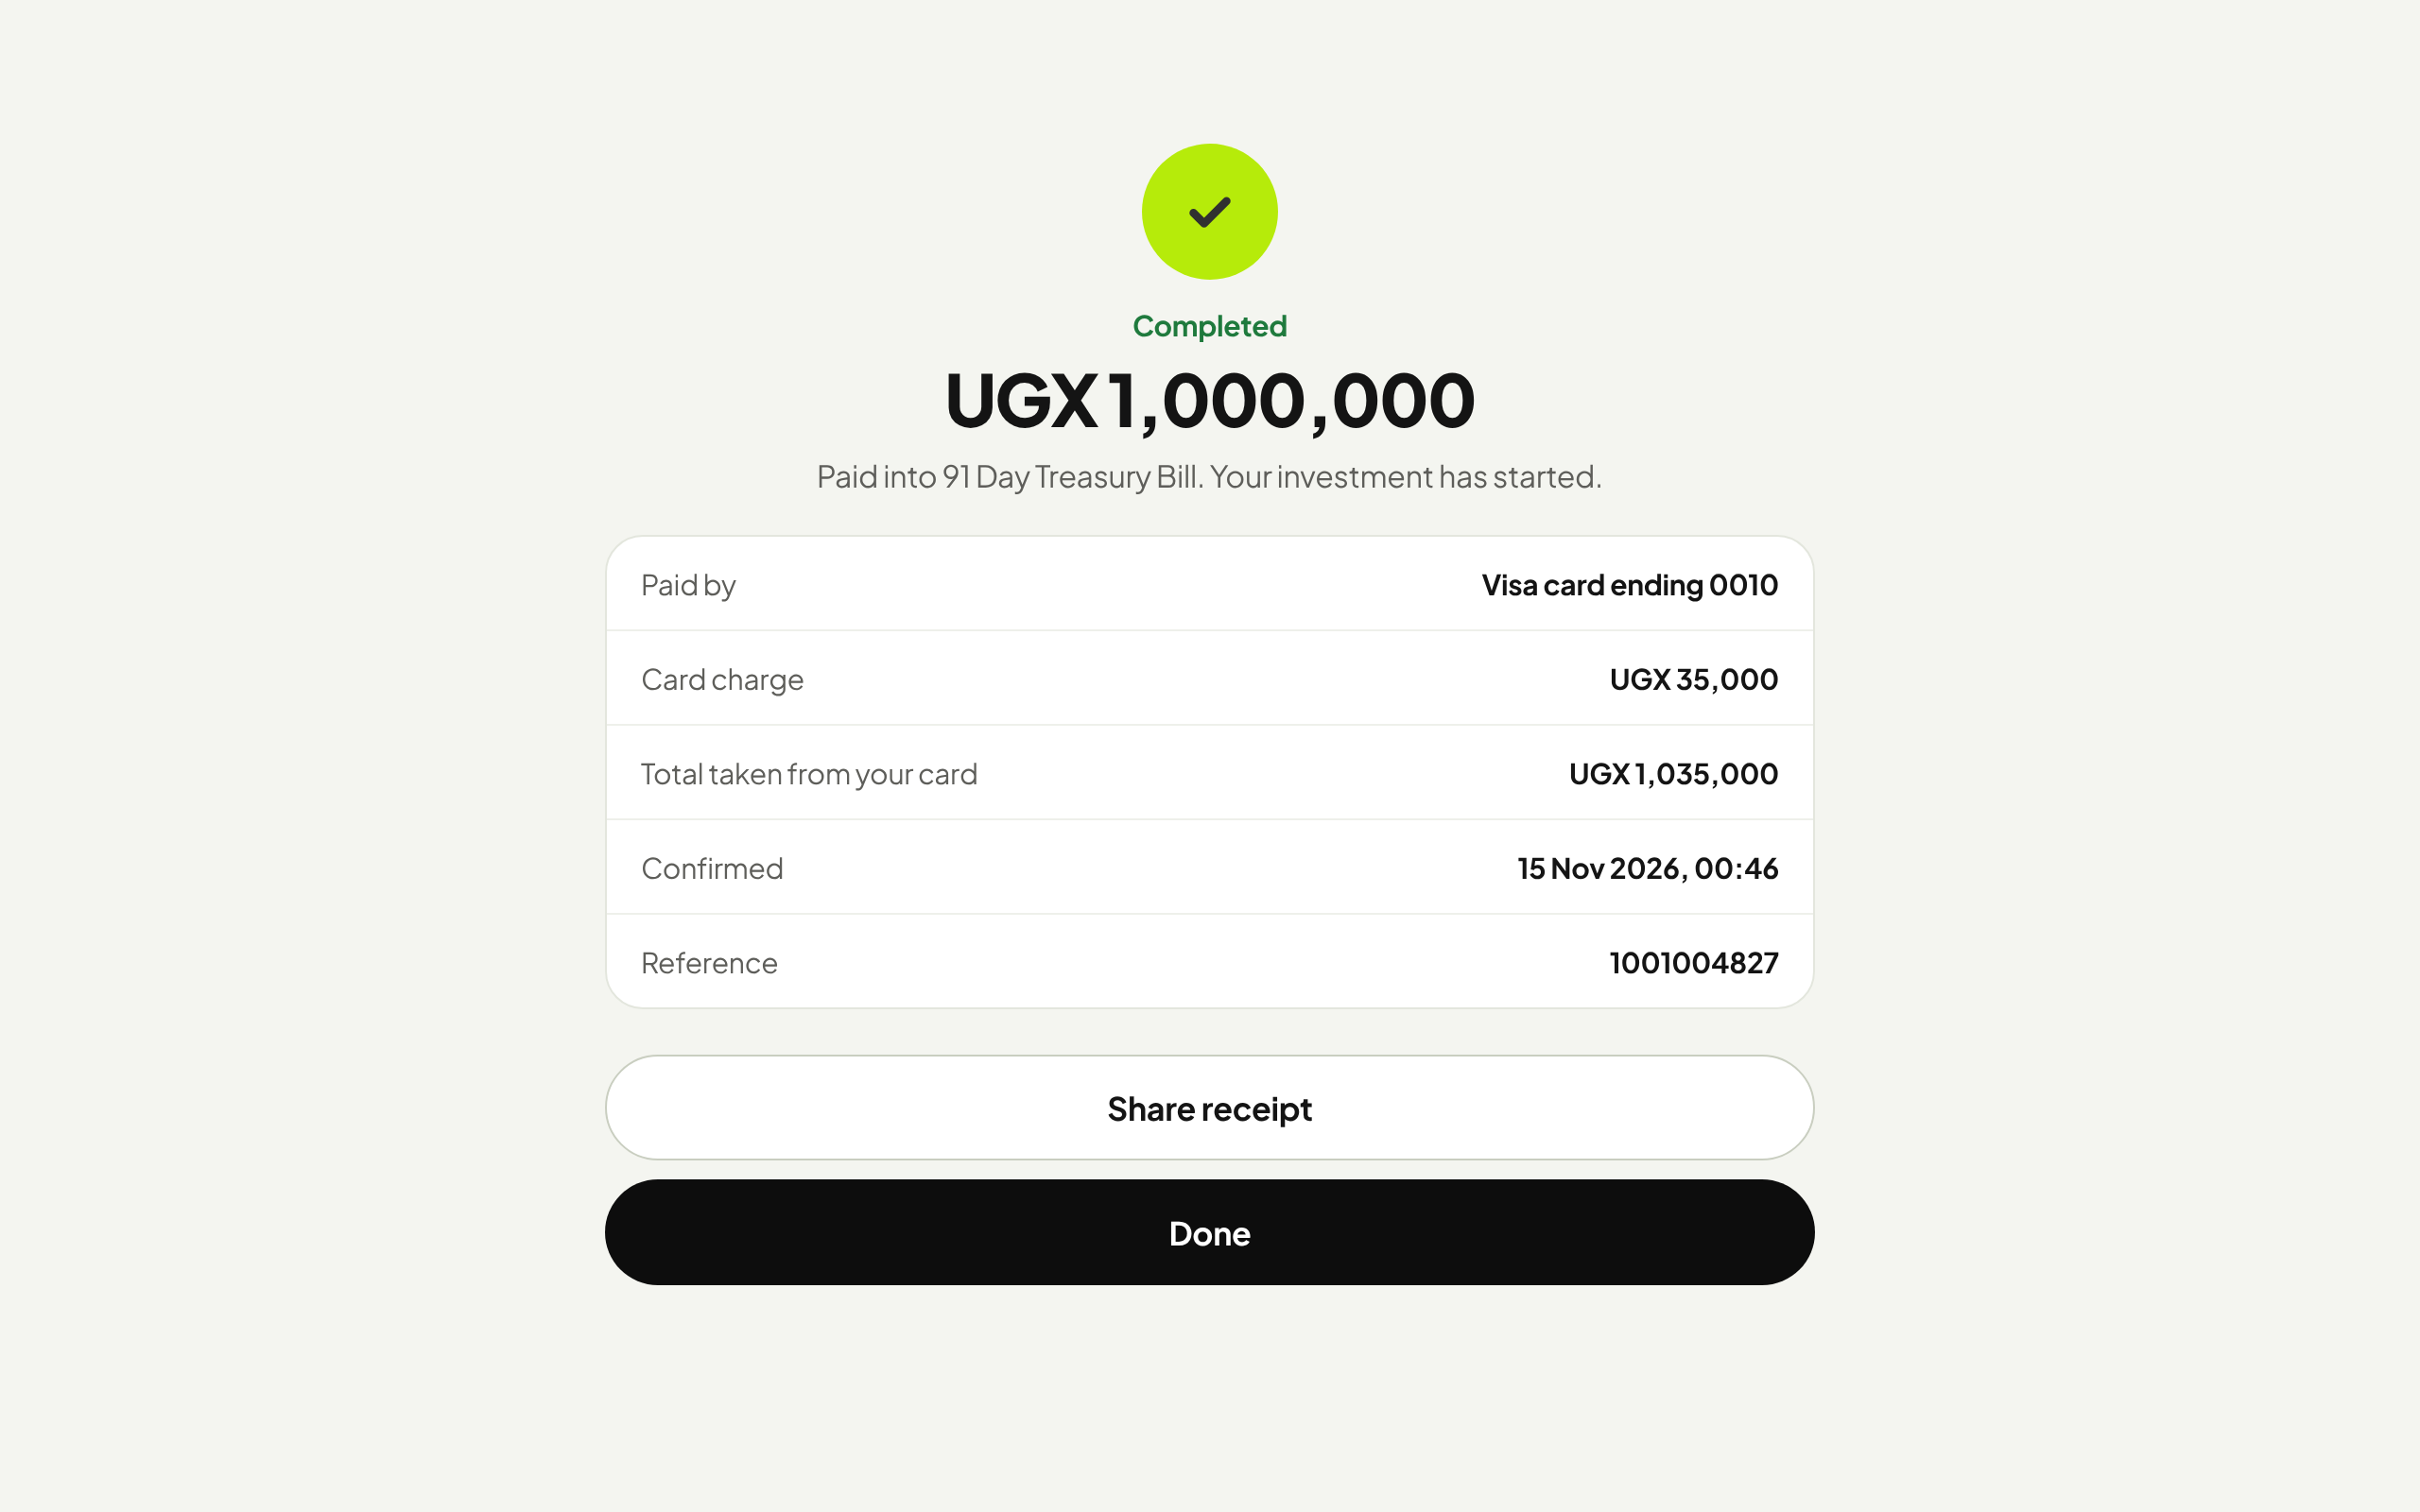 Completed
UGX 1,000,000
Paid into 91 Day Treasury Bill. Your investment has started.
Paid by Visa card ending 0010
Card charge UGX 35,000
Total taken from your card UGX 1,035,000
Confirmed 15 Nov 2026, 00:46
Reference 1001004827
Share receipt
Done